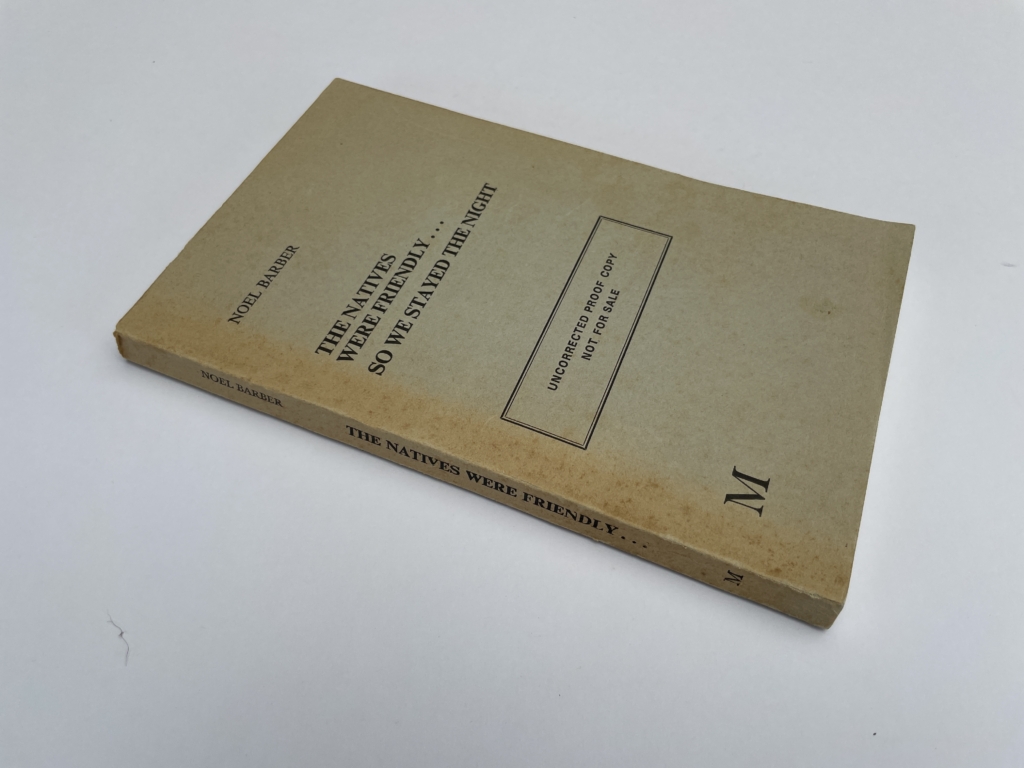 NOEL BARBER
THE NATIVES
WERE FRIENDLY...
SO WE STAYED THE NIGHT
UNCORRECTED PROOF COPY
NOT FOR SALE
M
NOEL BARBER
THE NATIVES WERE FRIENDLY...
M